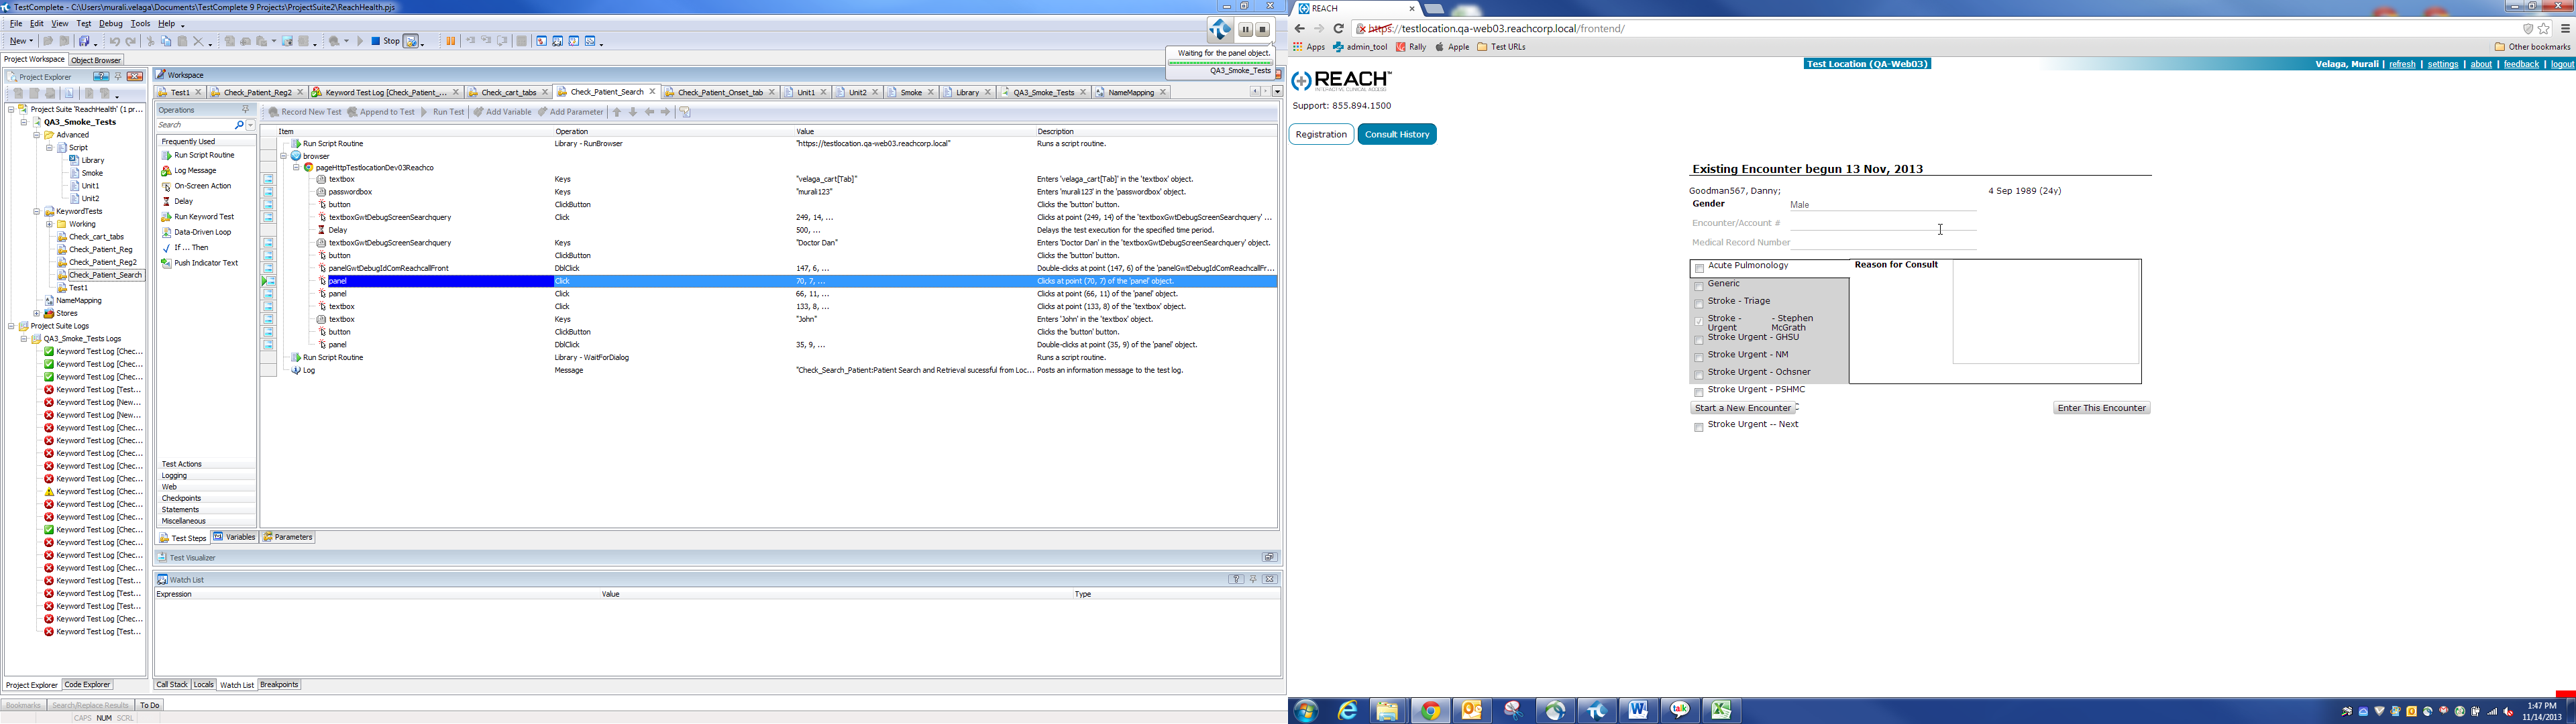 TestComplete - C:\Users\murali.velaga\Documents\TestComplete 9 Projects\ProjectSuite2\ReachHealth.pjs
File Edit View Test Debug Tools Help
New Stop
Waiting for the panel object.
QA3_Smoke_Tests
Project Workspace Object Browser
Project Explorer
Project Suite 'ReachHealth' (1 pr...
QA3_Smoke_Tests
Advanced
Script
Library
Smoke
Unit1
Unit2
KeywordTests
Working
Check_cart_tabs
Check_Patient_Reg
Check_Patient_Reg2
Check_Patient_Search
Test1
NameMapping
Stores
Project Suite Logs
QA3_Smoke_Tests Logs
Keyword Test Log [Chec...
Keyword Test Log [Chec...
Keyword Test Log [Chec...
Keyword Test Log [Test...
Keyword Test Log [New...
Keyword Test Log [New...
Keyword Test Log [Chec...
Keyword Test Log [Chec...
Keyword Test Log [Chec...
Keyword Test Log [Chec...
Keyword Test Log [Chec...
Keyword Test Log [Chec...
Keyword Test Log [Chec...
Keyword Test Log [Chec...
Keyword Test Log [Chec...
Keyword Test Log [Chec...
Keyword Test Log [Chec...
Keyword Test Log [Chec...
Keyword Test Log [Test...
Keyword Test Log [Test...
Keyword Test Log [Test...
Keyword Test Log [Chec...
Keyword Test Log [Test...
Project Explorer Code Explorer
Bookmarks Search/Replace Results To Do
CAPS NUM SCRL
Workspace
Test1 Check_Patient_Reg2 Keyword Test Log [Check_Patient_... Check_cart_tabs Check_Patient_Search Check_Patient_Onset_tab Unit1 Unit2 Smoke Library QA3_Smoke_Tests NameMapping
Operations
Search
Frequently Used
Run Script Routine
Log Message
On-Screen Action
Delay
Run Keyword Test
Data-Driven Loop
If ... Then
Push Indicator Text
Test Actions
Logging
Web
Checkpoints
Statements
Miscellaneous
Record New Test Append to Test Run Test Add Variable Add Parameter
Item Operation Value Description
Run Script Routine Library - RunBrowser "https://testlocation.qa-web03.reachcorp.local" Runs a script routine.
browser
pageHttpTestlocationDev03Reachco
textbox Keys "velaga_cart[Tab]" Enters 'velaga_cart[Tab]' in the 'textbox' object.
passwordbox Keys "murali123" Enters 'murali123' in the 'passwordbox' object.
button ClickButton Clicks the 'button' button.
textboxGwtDebugScreenSearchquery Click 249, 14, ... Clicks at point (249, 14) of the 'textboxGwtDebugScreenSearchquery' ...
Delay 500, ... Delays the test execution for the specified time period.
textboxGwtDebugScreenSearchquery Keys "Doctor Dan" Enters 'Doctor Dan' in the 'textboxGwtDebugScreenSearchquery' object.
button ClickButton Clicks the 'button' button.
panelGwtDebugIdComReachcallFront DblClick 147, 6, ... Double-clicks at point (147, 6) of the 'panelGwtDebugIdComReachcallFr...
panel Click 70, 7, ... Clicks at point (70, 7) of the 'panel' object.
panel Click 66, 11, ... Clicks at point (66, 11) of the 'panel' object.
textbox Click 133, 8, ... Clicks at point (133, 8) of the 'textbox' object.
textbox Keys "John" Enters 'John' in the 'textbox' object.
button ClickButton Clicks the 'button' button.
panel DblClick 35, 9, ... Double-clicks at point (35, 9) of the 'panel' object.
Run Script Routine Library - WaitForDialog Runs a script routine.
Log Message "Check_Search_Patient:Patient Search and Retrieval sucessful from Loc... Posts an information message to the test log.
Test Steps Variables Parameters
Test Visualizer
Watch List
Expression Value Type
Call Stack Locals Watch List Breakpoints
REACH
https://testlocation.qa-web03.reachcorp.local/frontend/
Apps admin_tool Rally Apple Test URLs Other bookmarks
Test Location (QA-Web03) Velaga, Murali | refresh | settings | about | feedback | logout
REACH™
INTERACTIVE CLINICAL ACCESS
Support: 855.894.1500
Registration Consult History
Existing Encounter begun 13 Nov, 2013
Goodman567, Danny; 4 Sep 1989 (24y)
Gender Male
Encounter/Account #
Medical Record Number
Acute Pulmonology Reason for Consult
Generic
Stroke - Triage
Stroke - Urgent - Stephen McGrath
Stroke Urgent - GHSU
Stroke Urgent - NM
Stroke Urgent - Ochsner
Stroke Urgent - PSHMC
Start a New Encounter Enter This Encounter
Stroke Urgent -- Next
talk
1:47 PM
11/14/2013